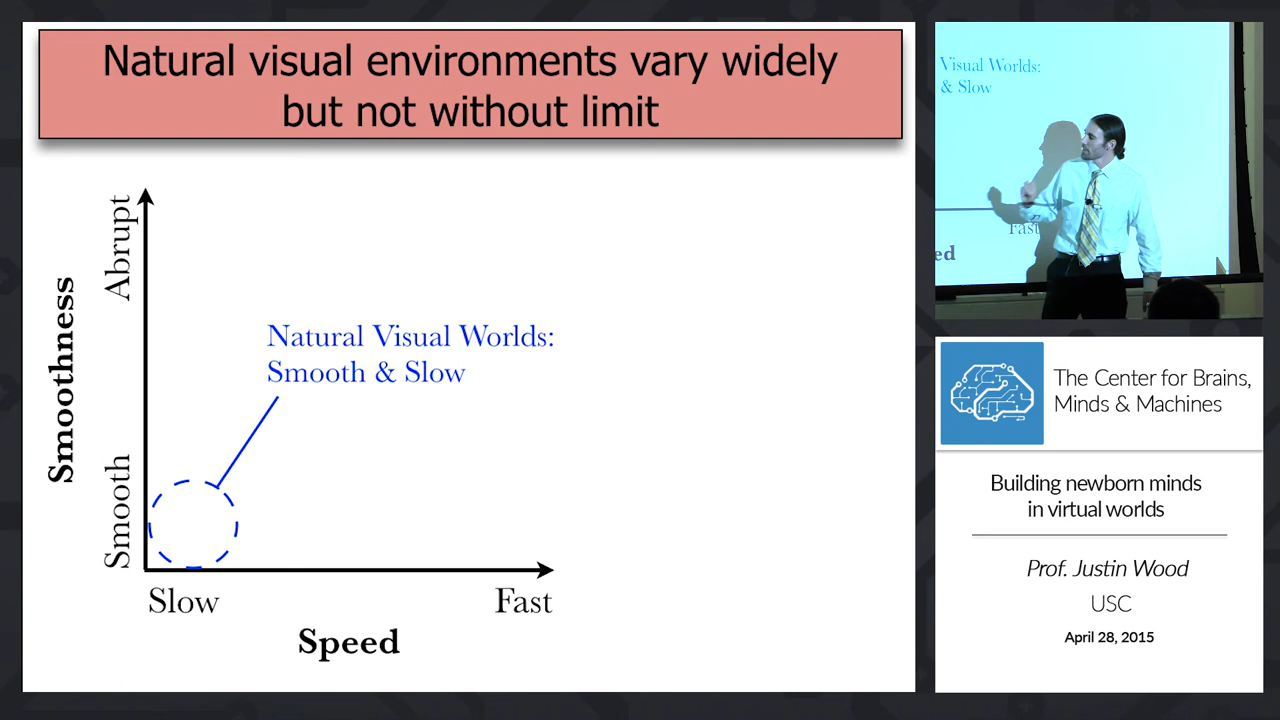 Natural visual environments vary widely
but not without limit
Abrupt
Smoothness
Smooth
Natural Visual Worlds:
Smooth & Slow
Slow
Fast
Speed
Visual Worlds:
& Slow
Fast
ed
The Center for Brains,
Minds & Machines
Building newborn minds
in virtual worlds
Prof. Justin Wood
USC
April 28, 2015